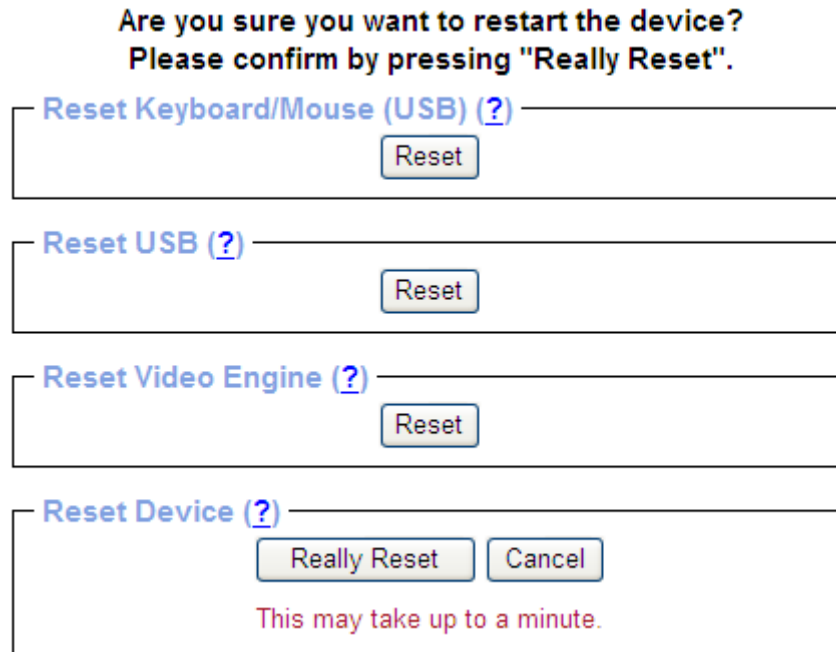 Are you sure you want to restart the device?
Please confirm by pressing "Really Reset".
Reset Keyboard/Mouse (USB) (?)
Reset
Reset USB (?)
Reset
Reset Video Engine (?)
Reset
Reset Device (?)
Really Reset Cancel
This may take up to a minute.